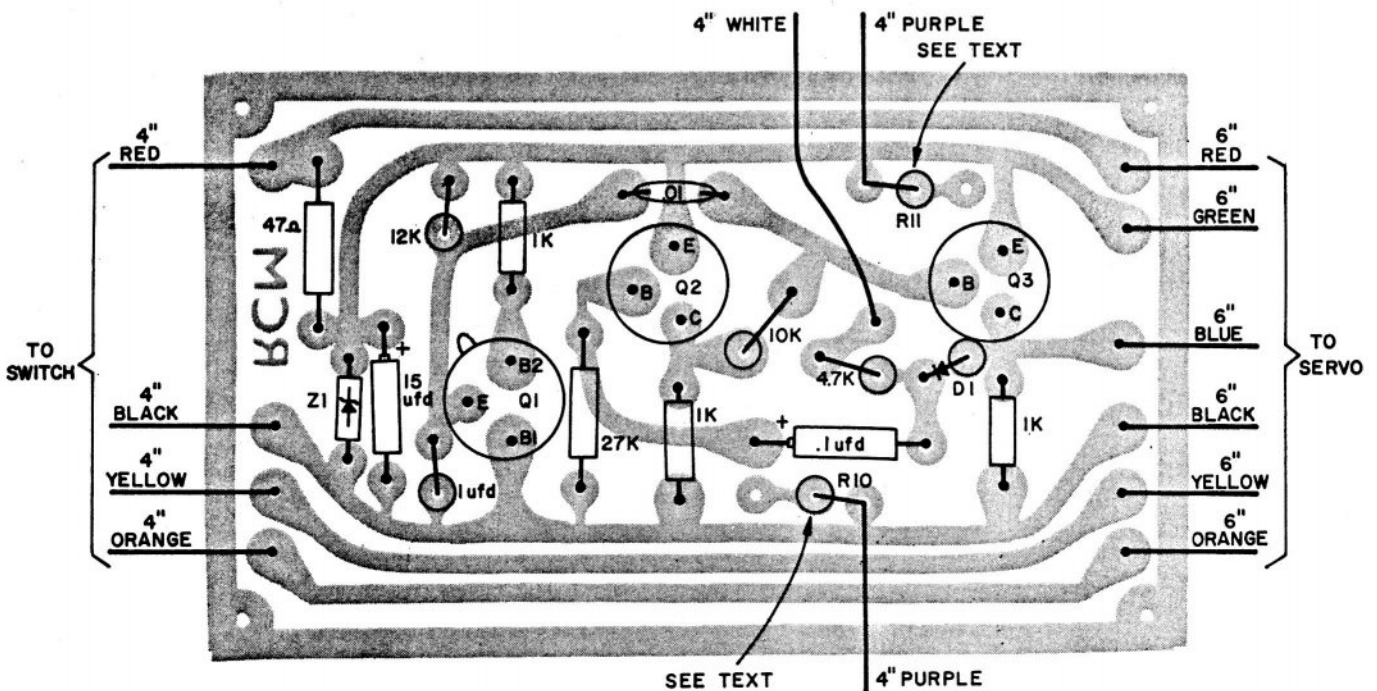 4" WHITE
4" PURPLE
SEE TEXT
4"
RED
6"
RED
R11
6"
GREEN
.01
47Ω
12K
1K
E
E
RCM
B
Q2
B
Q3
C
C
10K
6"
BLUE
TO
SWITCH
TO
SERVO
+
15
ufd
B2
4.7K
D1
Z1
E
Q1
4"
BLACK
B1
27K
1K
+
.1ufd
1K
6"
BLACK
4"
YELLOW
1ufd
R10
6"
YELLOW
4"
ORANGE
6"
ORANGE
SEE TEXT
4" PURPLE